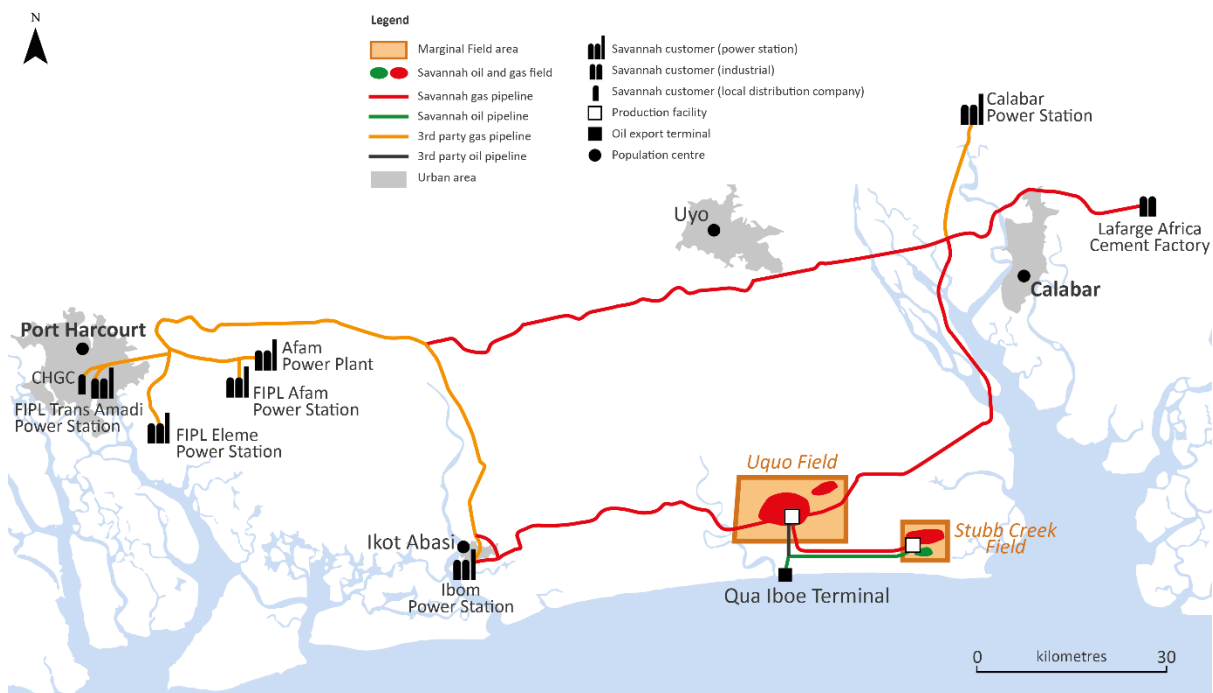 N
Legend
Marginal Field area
Savannah oil and gas field
Savannah gas pipeline
Savannah oil pipeline
3rd party gas pipeline
3rd party oil pipeline
Urban area
Savannah customer (power station)
Savannah customer (industrial)
Savannah customer (local distribution company)
Production facility
Oil export terminal
Population centre
Calabar
Power Station
Uyo
Lafarge Africa
Cement Factory
Calabar
Port Harcourt
Afam
Power Plant
CHGC
FIPL Afam
Power Station
FIPL Trans Amadi
Power Station
FIPL Eleme
Power Station
Uquo Field
Stubb Creek
Field
Ikot Abasi
Ibom
Power Station
Qua Iboe Terminal
0 kilometres 30